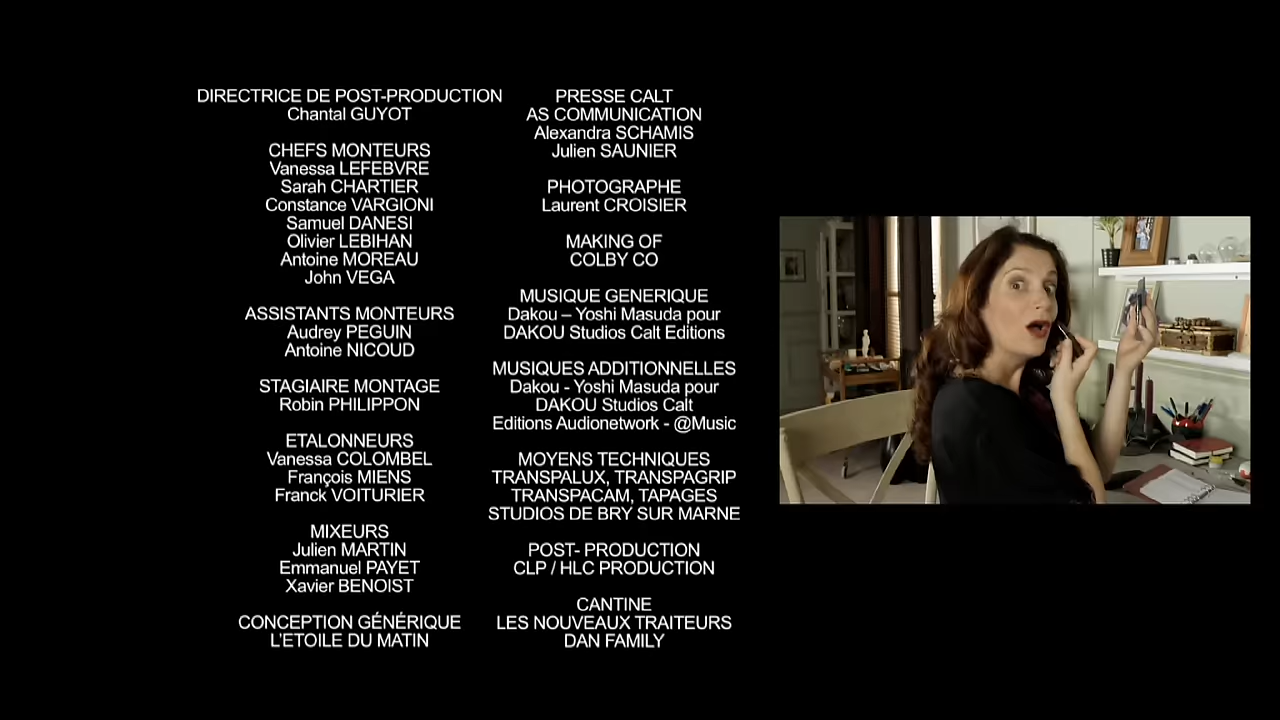 DIRECTRICE DE POST-PRODUCTION
Chantal GUYOT
CHEFS MONTEURS
Vanessa LEFEBVRE
Sarah CHARTIER
Constance VARGIONI
Samuel DANESI
Olivier LEBIHAN
Antoine MOREAU
John VEGA
ASSISTANTS MONTEURS
Audrey PEGUIN
Antoine NICOUD
STAGIAIRE MONTAGE
Robin PHILIPPON
ETALONNEURS
Vanessa COLOMBEL
François MIENS
Franck VOITURIER
MIXEURS
Julien MARTIN
Emmanuel PAYET
Xavier BENOIST
CONCEPTION GÉNÉRIQUE
L'ETOILE DU MATIN
PRESSE CALT
AS COMMUNICATION
Alexandra SCHAMIS
Julien SAUNIER
PHOTOGRAPHE
Laurent CROISIER
MAKING OF
COLBY CO
MUSIQUE GENERIQUE
Dakou – Yoshi Masuda pour
DAKOU Studios Calt Editions
MUSIQUES ADDITIONNELLES
Dakou - Yoshi Masuda pour
DAKOU Studios Calt
Editions Audionetwork - @Music
MOYENS TECHNIQUES
TRANSPALUX, TRANSPAGRIP
TRANSPACAM, TAPAGES
STUDIOS DE BRY SUR MARNE
POST- PRODUCTION
CLP / HLC PRODUCTION
CANTINE
LES NOUVEAUX TRAITEURS
DAN FAMILY